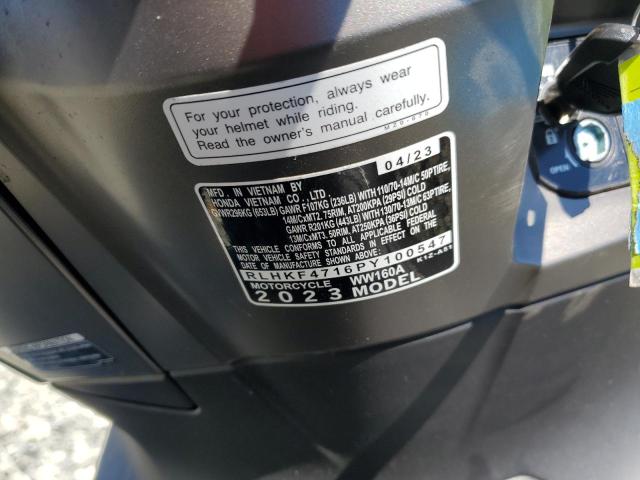 For your protection, always wear
your helmet while riding.
Read the owner's manual carefully.
MFD. IN VIETNAM BY 04/23
HONDA VIETNAM CO., LTD.
GVWR296KG (653LB) GAWR F107KG (236LB) WITH 110/70-14M/C 50PTIRE,
14M/CxMT2.75RIM, AT200KPA (29PSI) COLD
GAWR R201KG (443LB) WITH 130/70-13M/C 63PTIRE,
13M/CxMT3.50RIM, AT250KPA (36PSI) COLD
THIS VEHICLE CONFORMS TO ALL APPLICABLE FEDERAL
MOTOR VEHICLE SAFETY STANDARDS IN EFFECT ON
THE DATE OF MANUFACTURE SHOWN ABOVE.
RLHKF4716PY100547
MOTORCYCLE WW160A
2023 MODEL
OPEN